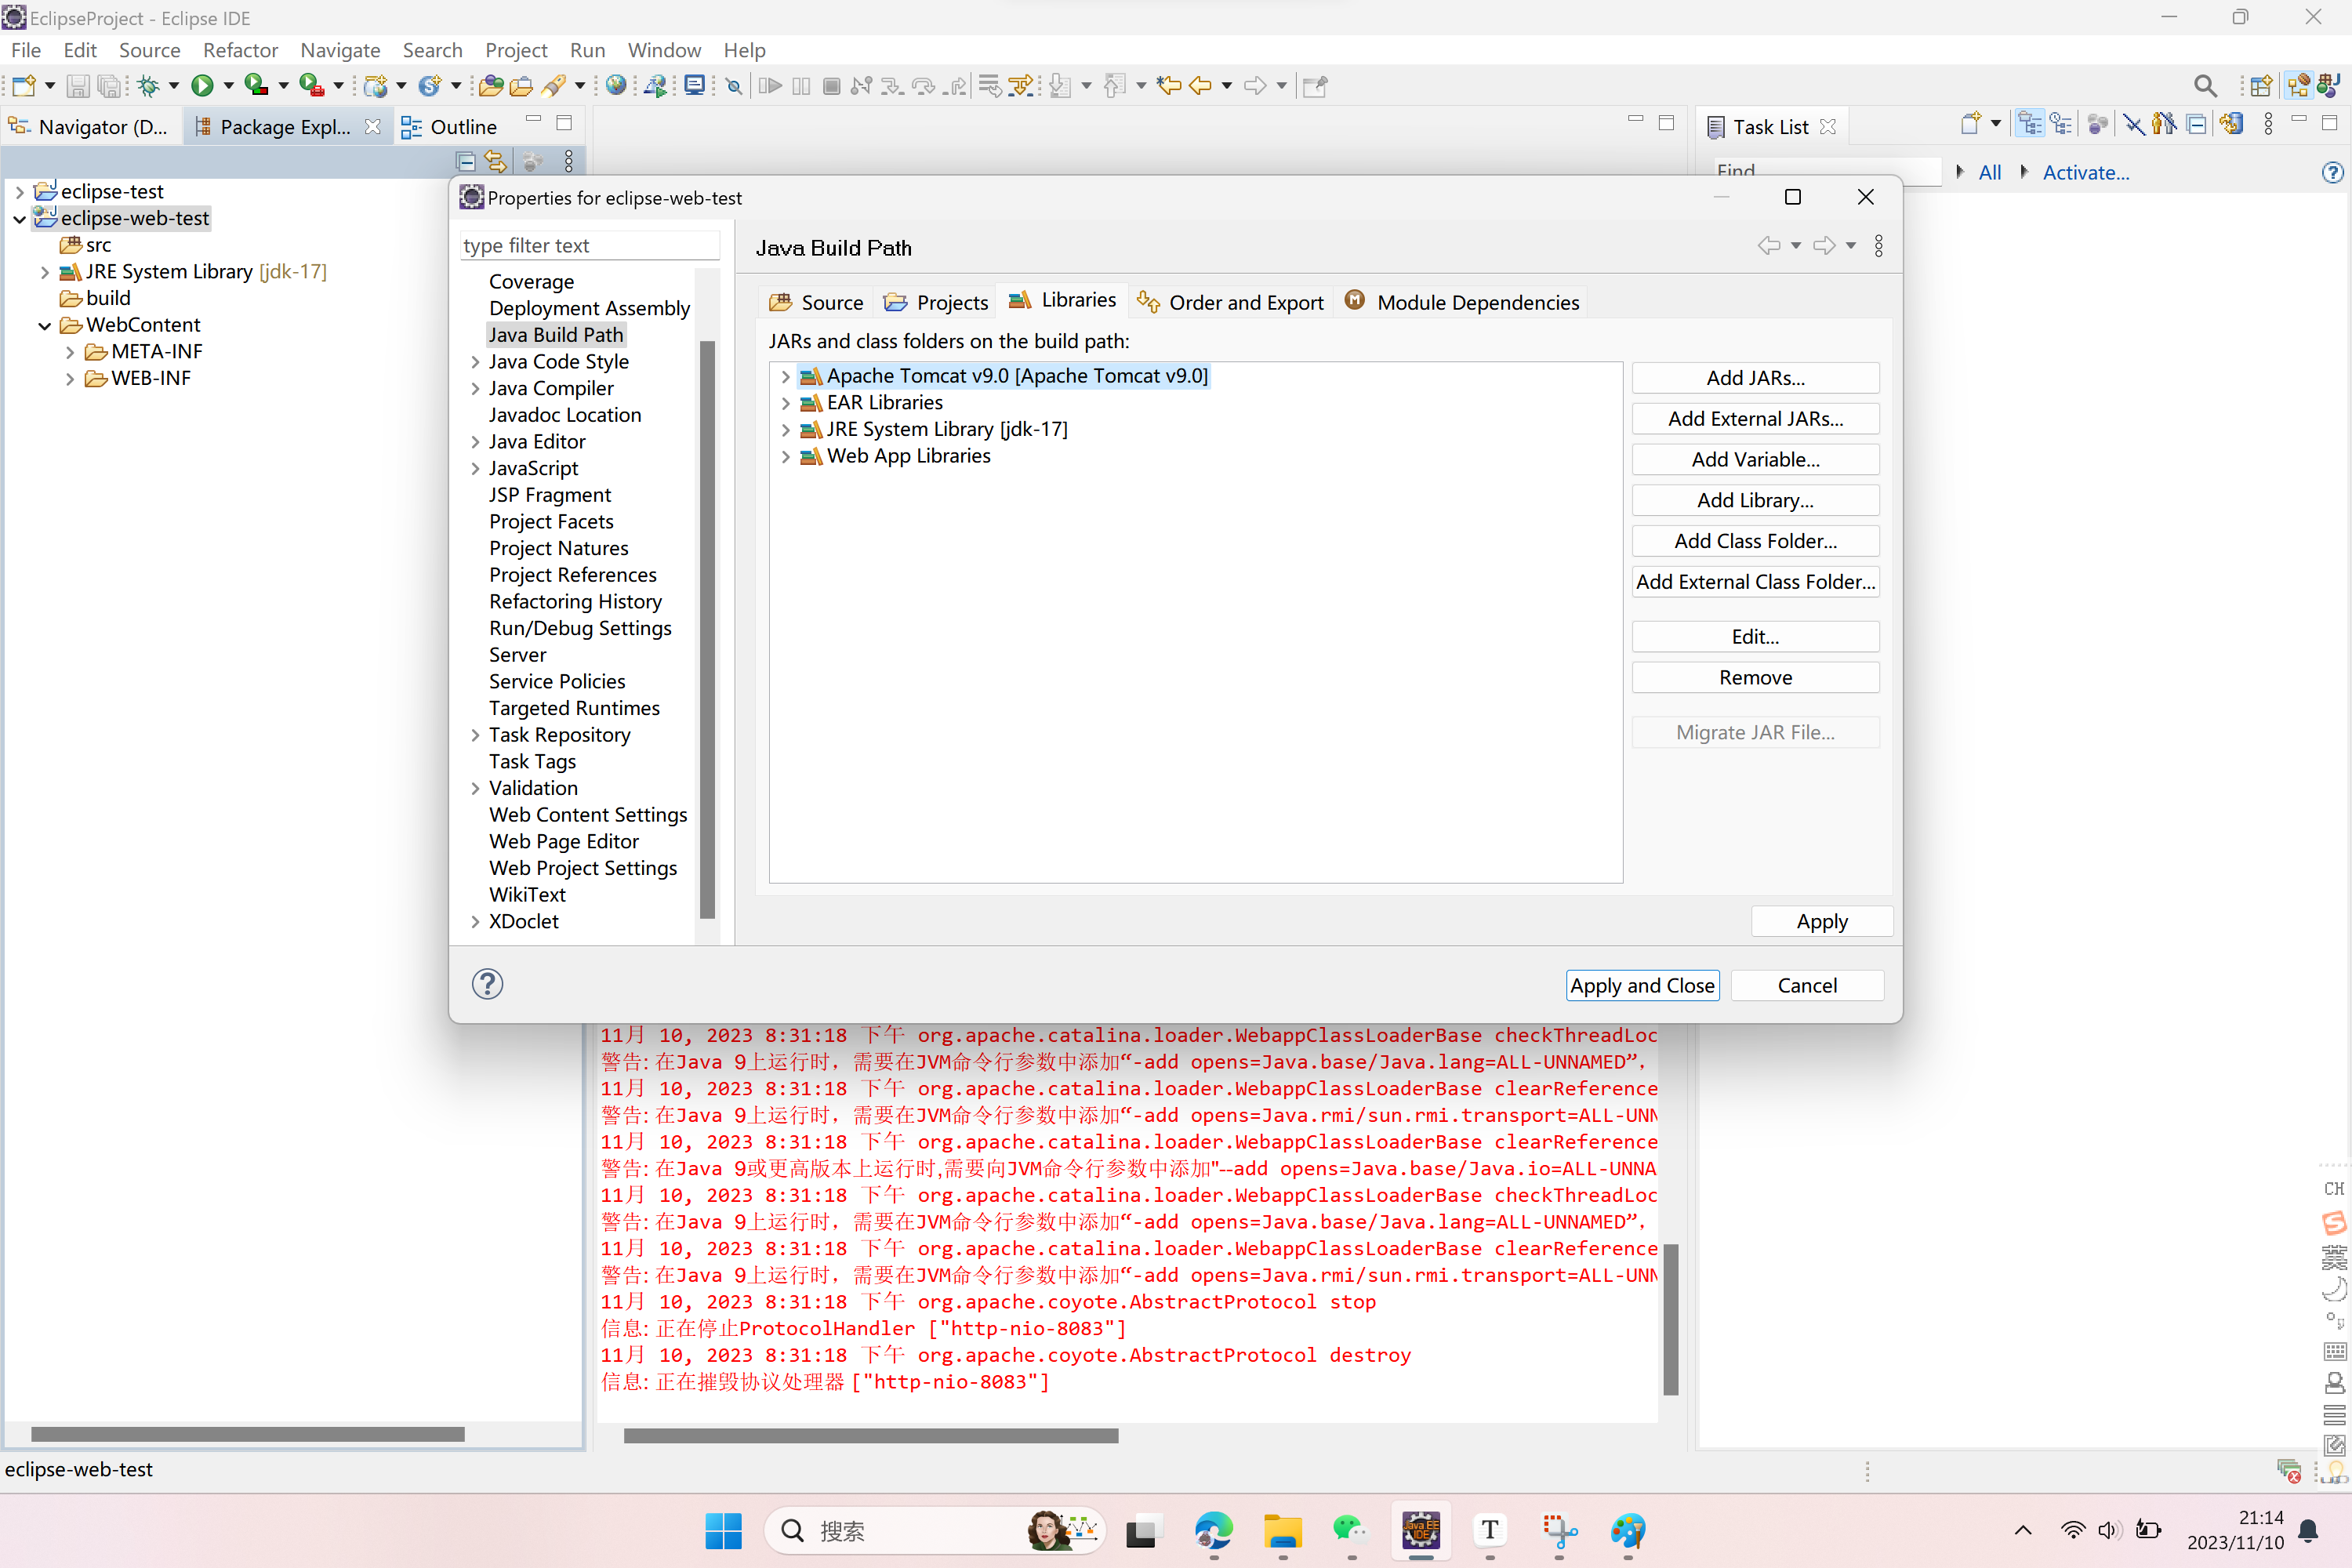 EclipseProject - Eclipse IDE
File Edit Source Refactor Navigate Search Project Run Window Help
Navigator (D... Package Expl... Outline
Task List
Find All Activate...
eclipse-test
eclipse-web-test
src
JRE System Library [jdk-17]
build
WebContent
META-INF
WEB-INF
Properties for eclipse-web-test
type filter text
Coverage
Deployment Assembly
Java Build Path
Java Code Style
Java Compiler
Javadoc Location
Java Editor
JavaScript
JSP Fragment
Project Facets
Project Natures
Project References
Refactoring History
Run/Debug Settings
Server
Service Policies
Targeted Runtimes
Task Repository
Task Tags
Validation
Web Content Settings
Web Page Editor
Web Project Settings
WikiText
XDoclet
Java Build Path
Source Projects Libraries Order and Export Module Dependencies
JARs and class folders on the build path:
Apache Tomcat v9.0 [Apache Tomcat v9.0]
EAR Libraries
JRE System Library [jdk-17]
Web App Libraries
Add JARs...
Add External JARs...
Add Variable...
Add Library...
Add Class Folder...
Add External Class Folder...
Edit...
Remove
Migrate JAR File...
Apply
Apply and Close Cancel
11月 10, 2023 8:31:18 下午 org.apache.catalina.loader.WebappClassLoaderBase checkThreadLoc
警告: 在Java 9上运行时，需要在JVM命令行参数中添加“-add opens=Java.base/Java.lang=ALL-UNNAMED”，
11月 10, 2023 8:31:18 下午 org.apache.catalina.loader.WebappClassLoaderBase clearReference
警告: 在Java 9上运行时，需要在JVM命令行参数中添加“-add opens=Java.rmi/sun.rmi.transport=ALL-UNN
11月 10, 2023 8:31:18 下午 org.apache.catalina.loader.WebappClassLoaderBase clearReference
警告: 在Java 9或更高版本上运行时,需要向JVM命令行参数中添加"--add opens=Java.base/Java.io=ALL-UNNA
11月 10, 2023 8:31:18 下午 org.apache.catalina.loader.WebappClassLoaderBase checkThreadLoc
警告: 在Java 9上运行时，需要在JVM命令行参数中添加“-add opens=Java.base/Java.lang=ALL-UNNAMED”，
11月 10, 2023 8:31:18 下午 org.apache.catalina.loader.WebappClassLoaderBase clearReference
警告: 在Java 9上运行时，需要在JVM命令行参数中添加“-add opens=Java.rmi/sun.rmi.transport=ALL-UNN
11月 10, 2023 8:31:18 下午 org.apache.coyote.AbstractProtocol stop
信息: 正在停止ProtocolHandler ["http-nio-8083"]
11月 10, 2023 8:31:18 下午 org.apache.coyote.AbstractProtocol destroy
信息: 正在摧毁协议处理器 ["http-nio-8083"]
CH
英
eclipse-web-test
搜索
Java EE
IDE
T
21:14
2023/11/10